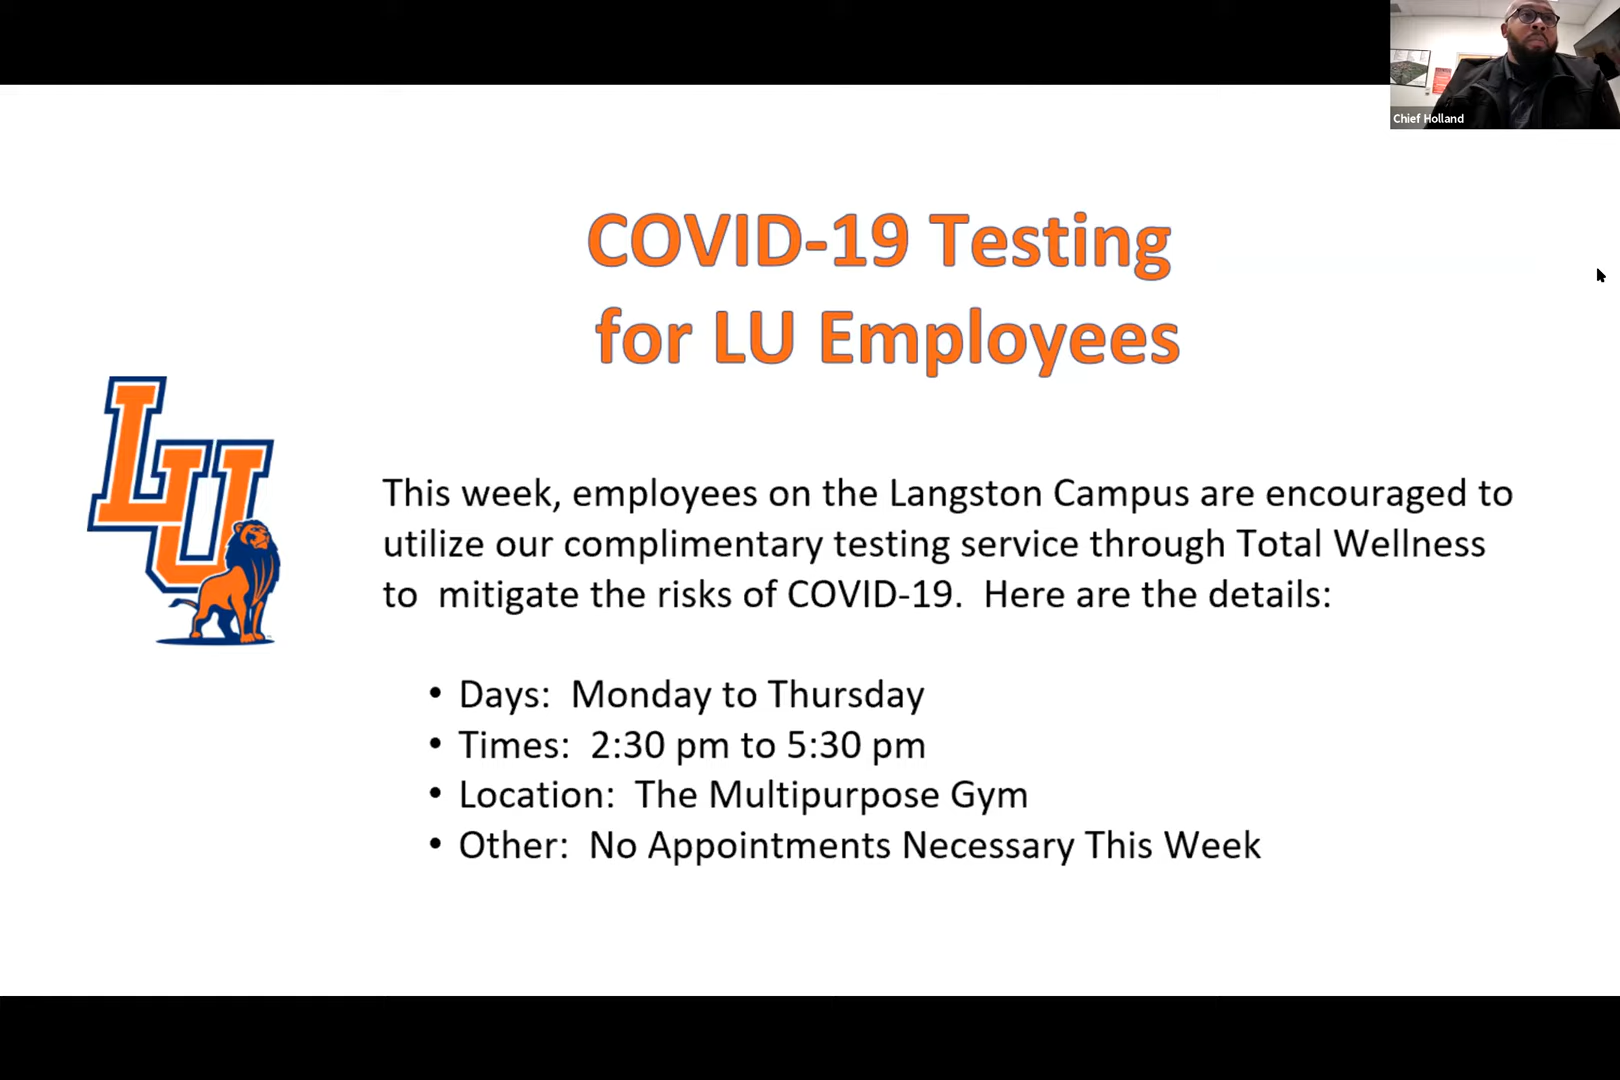 Chief Holland
COVID-19 Testing
for LU Employees
LU
This week, employees on the Langston Campus are encouraged to
utilize our complimentary testing service through Total Wellness
to  mitigate the risks of COVID-19.  Here are the details:
• Days:  Monday to Thursday
• Times:  2:30 pm to 5:30 pm
• Location:  The Multipurpose Gym
• Other:  No Appointments Necessary This Week